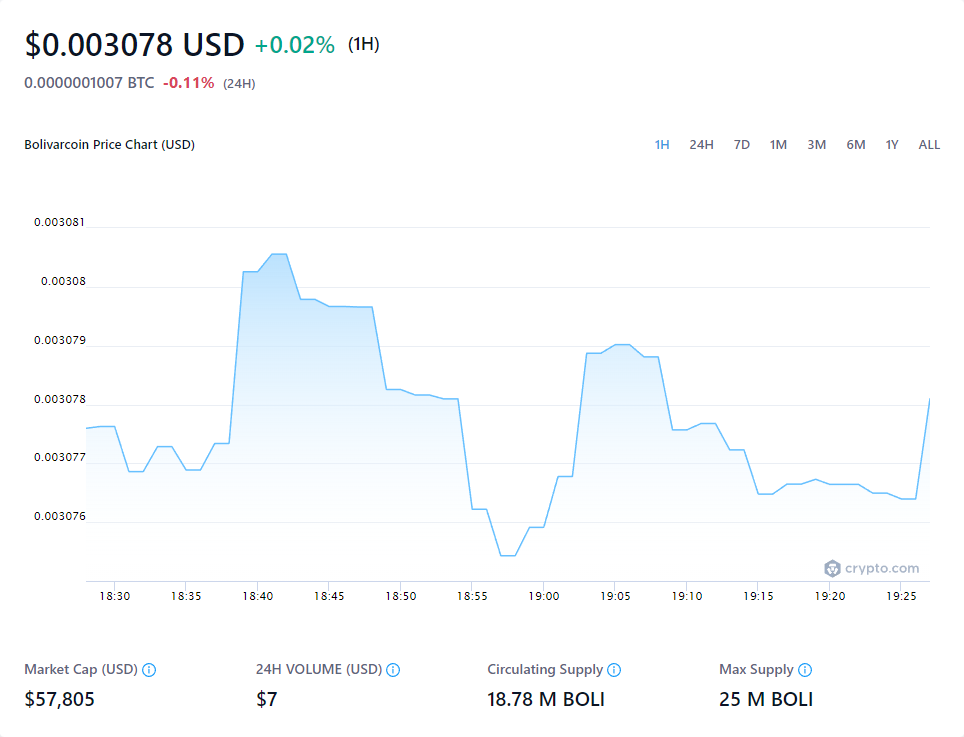 $0.003078 USD +0.02% (1H)
0.0000001007 BTC -0.11% (24H)
Bolivarcoin Price Chart (USD) 1H 24H 7D 1M 3M 6M 1Y ALL
0.003081
0.00308
0.003079
0.003078
0.003077
0.003076
crypto.com
18:30 18:35 18:40 18:45 18:50 18:55 19:00 19:05 19:10 19:15 19:20 19:25
Market Cap (USD) 24H VOLUME (USD) Circulating Supply Max Supply
$57,805 $7 18.78 M BOLI 25 M BOLI